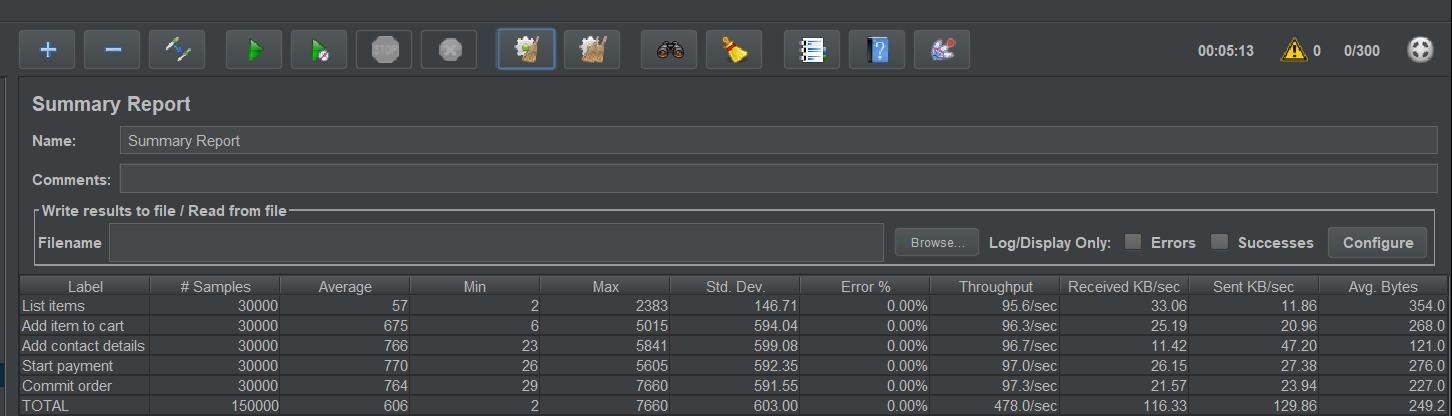 STOP 00:05:13 0 0/300
Summary Report
Name: Summary Report
Comments:
Write results to file / Read from file
Filename Browse... Log/Display Only: Errors Successes Configure
Label # Samples Average Min Max Std. Dev. Error % Throughput Received KB/sec Sent KB/sec Avg. Bytes
List items 30000 57 2 2383 146.71 0.00% 95.6/sec 33.06 11.86 354.0
Add item to cart 30000 675 6 5015 594.04 0.00% 96.3/sec 25.19 20.96 268.0
Add contact details 30000 766 23 5841 599.08 0.00% 96.7/sec 11.42 47.20 121.0
Start payment 30000 770 26 5605 592.35 0.00% 97.0/sec 26.15 27.38 276.0
Commit order 30000 764 29 7660 591.55 0.00% 97.3/sec 21.57 23.94 227.0
TOTAL 150000 606 2 7660 603.00 0.00% 478.0/sec 116.33 129.86 249.2